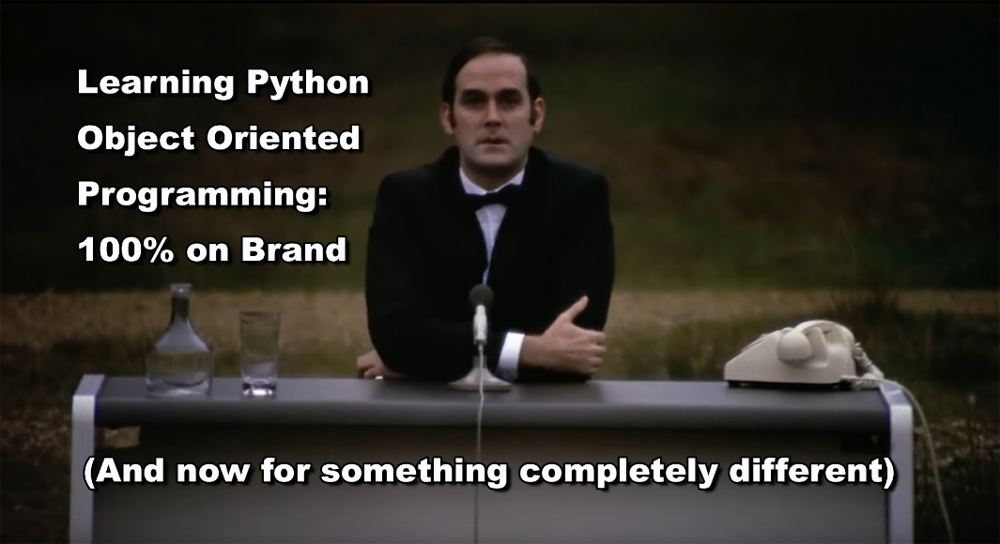 Learning Python
Object Oriented
Programming:
100% on Brand
(And now for something completely different)